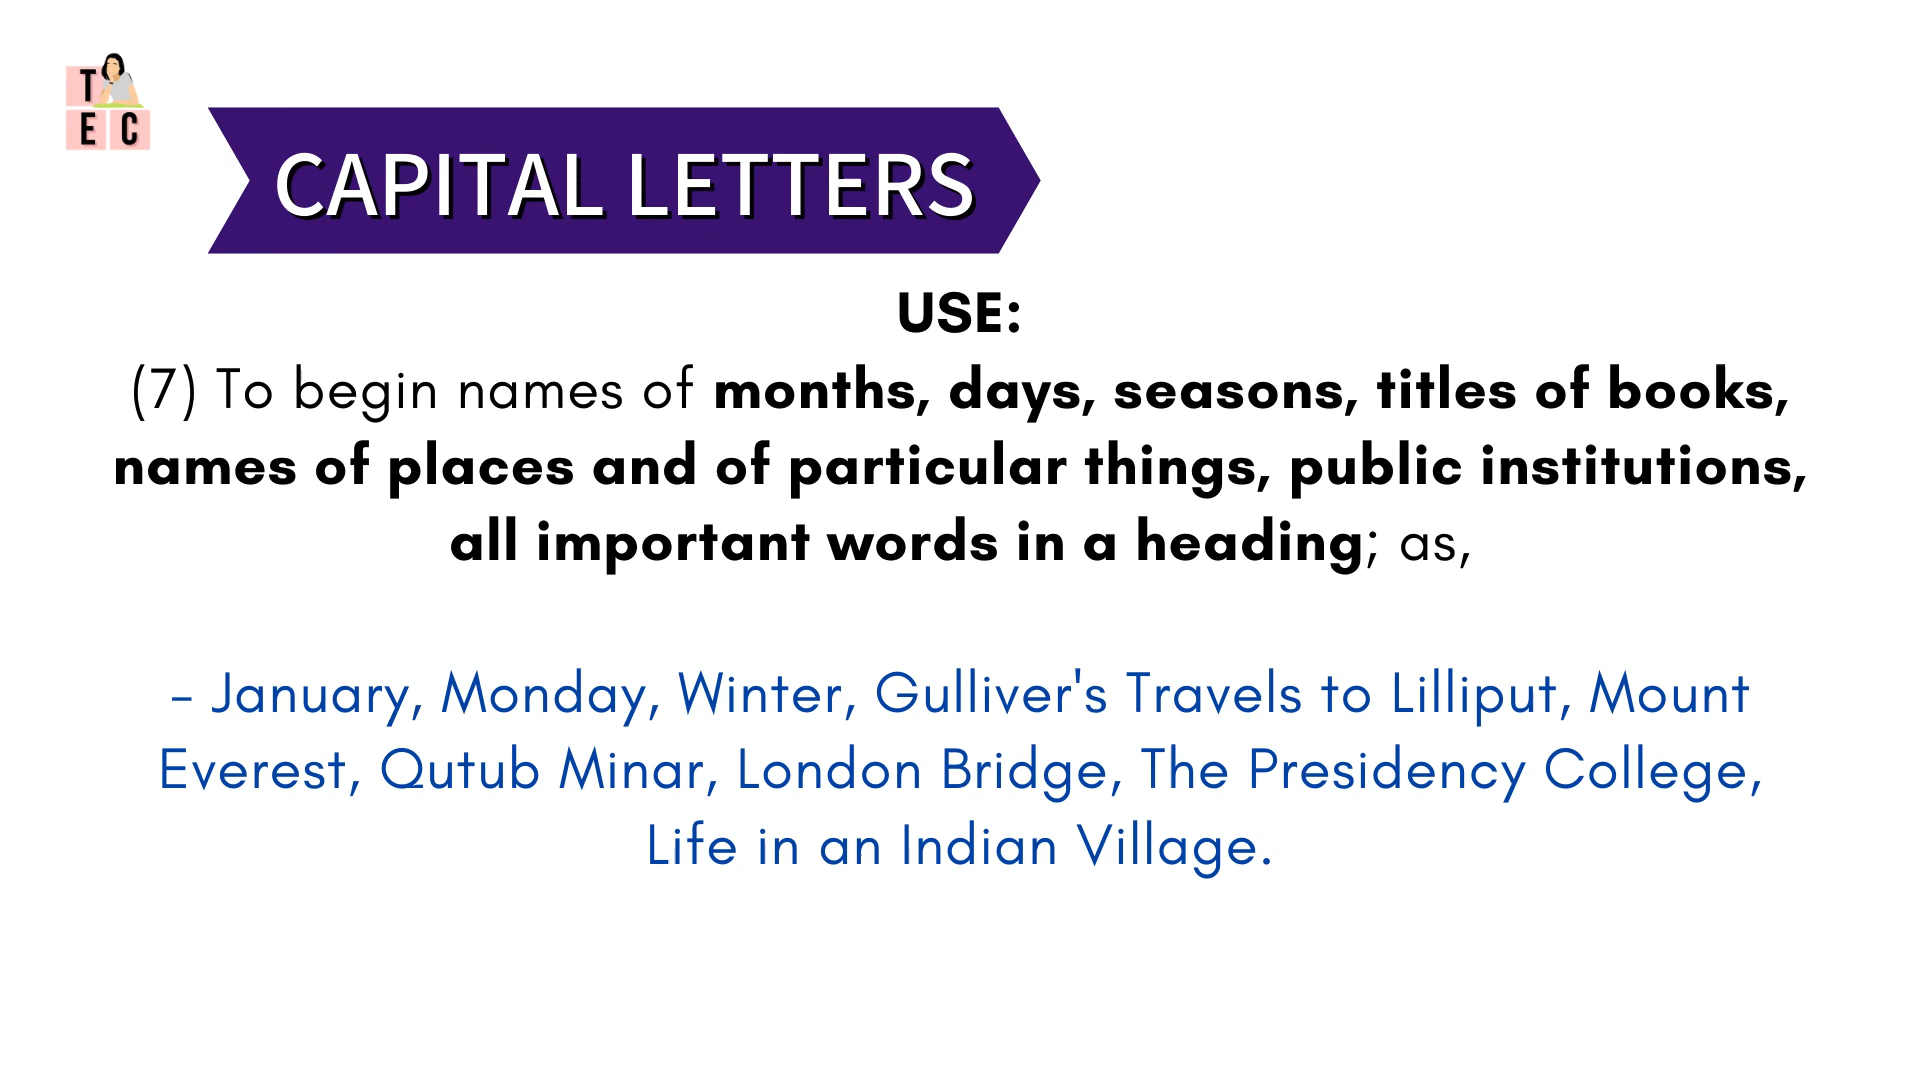 T
E C
CAPITAL LETTERS
USE:
(7) To begin names of months, days, seasons, titles of books,
names of places and of particular things, public institutions,
all important words in a heading; as,
– January, Monday, Winter, Gulliver's Travels to Lilliput, Mount
Everest, Qutub Minar, London Bridge, The Presidency College,
Life in an Indian Village.